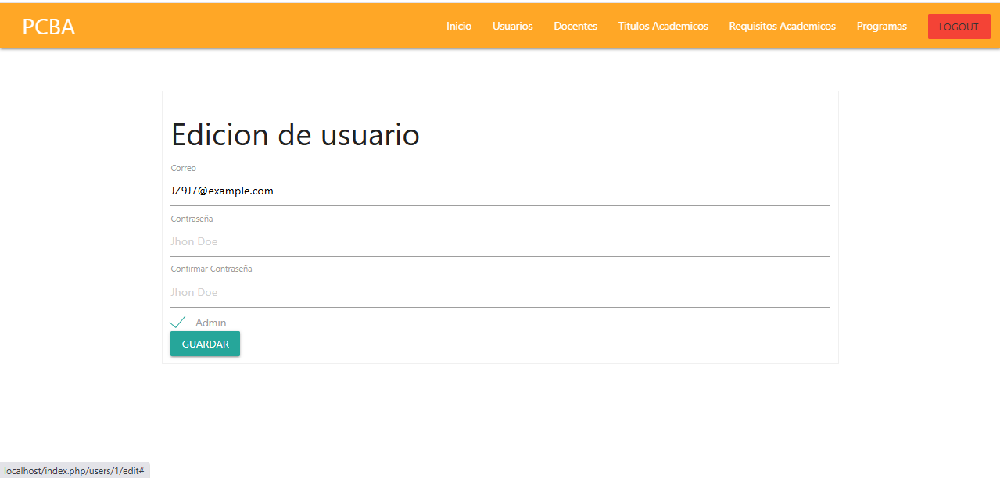 PCBA
Inicio Usuarios Docentes Titulos Academicos Requisitos Academicos Programas LOGOUT
Edicion de usuario
Correo
JZ9J7@example.com
Contraseña
Jhon Doe
Confirmar Contraseña
Jhon Doe
Admin
GUARDAR
localhost/index.php/users/1/edit#